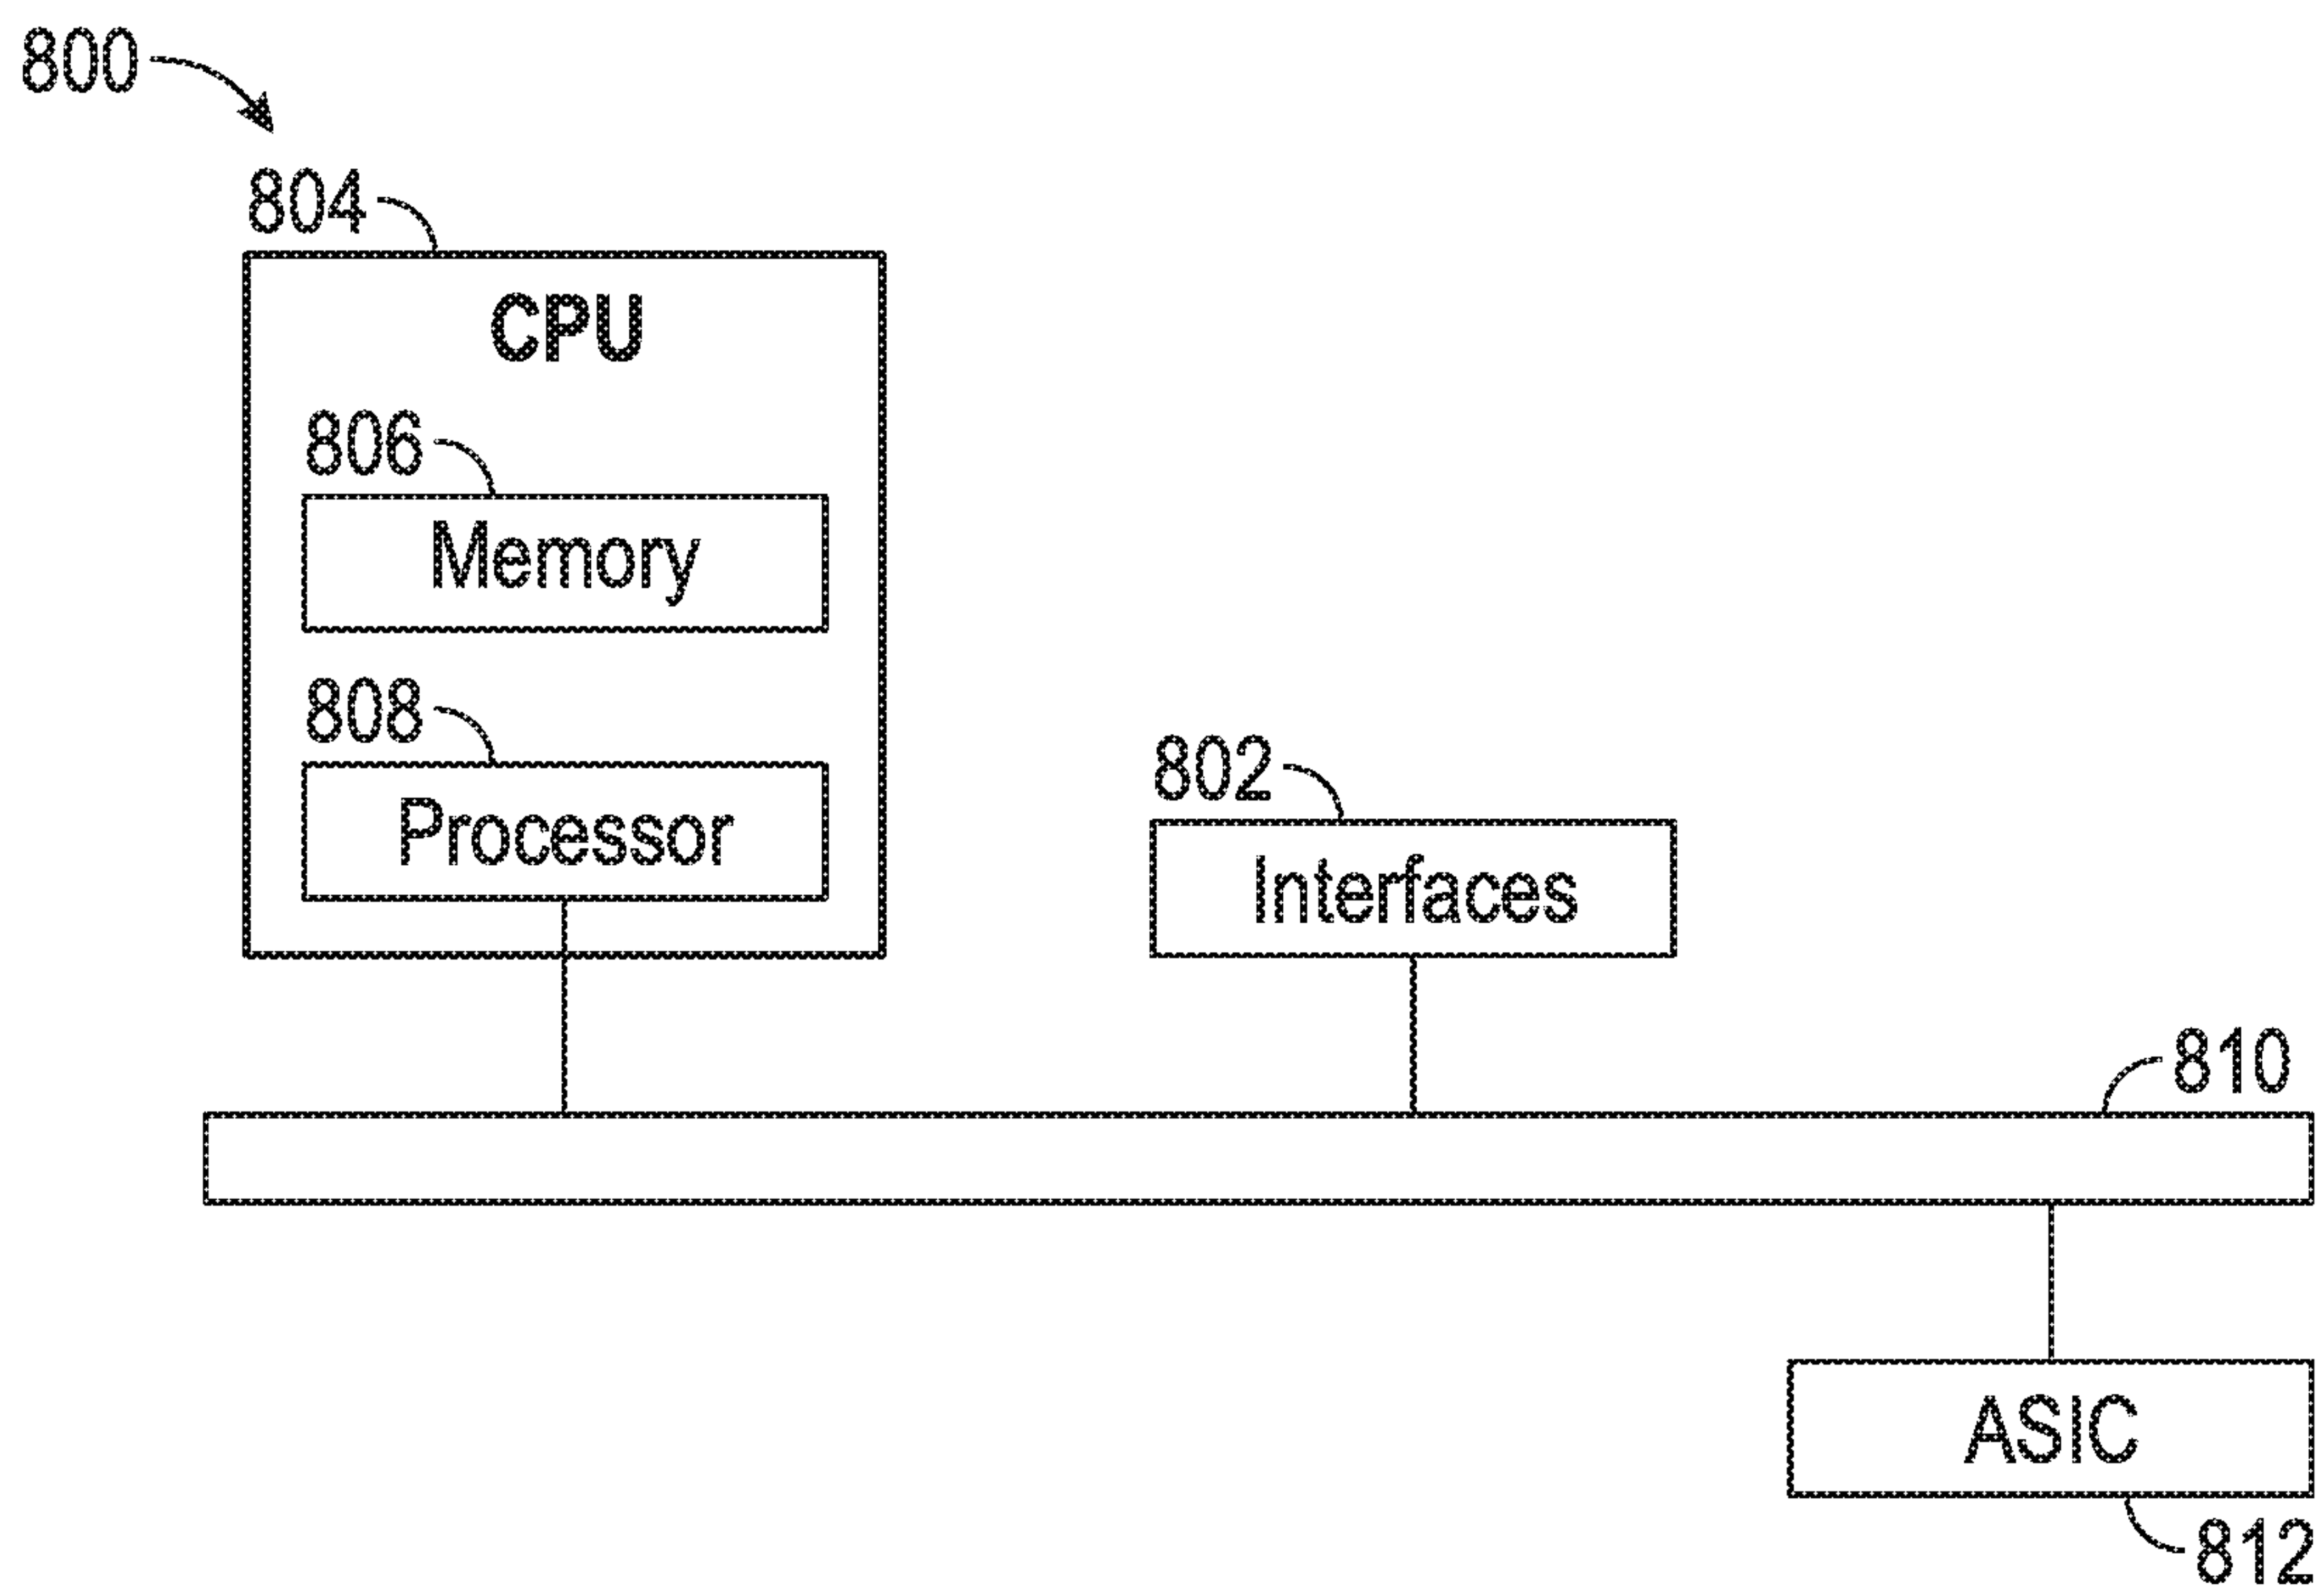 800
804
CPU
806
Memory
808
Processor
802
Interfaces
810
ASIC
812